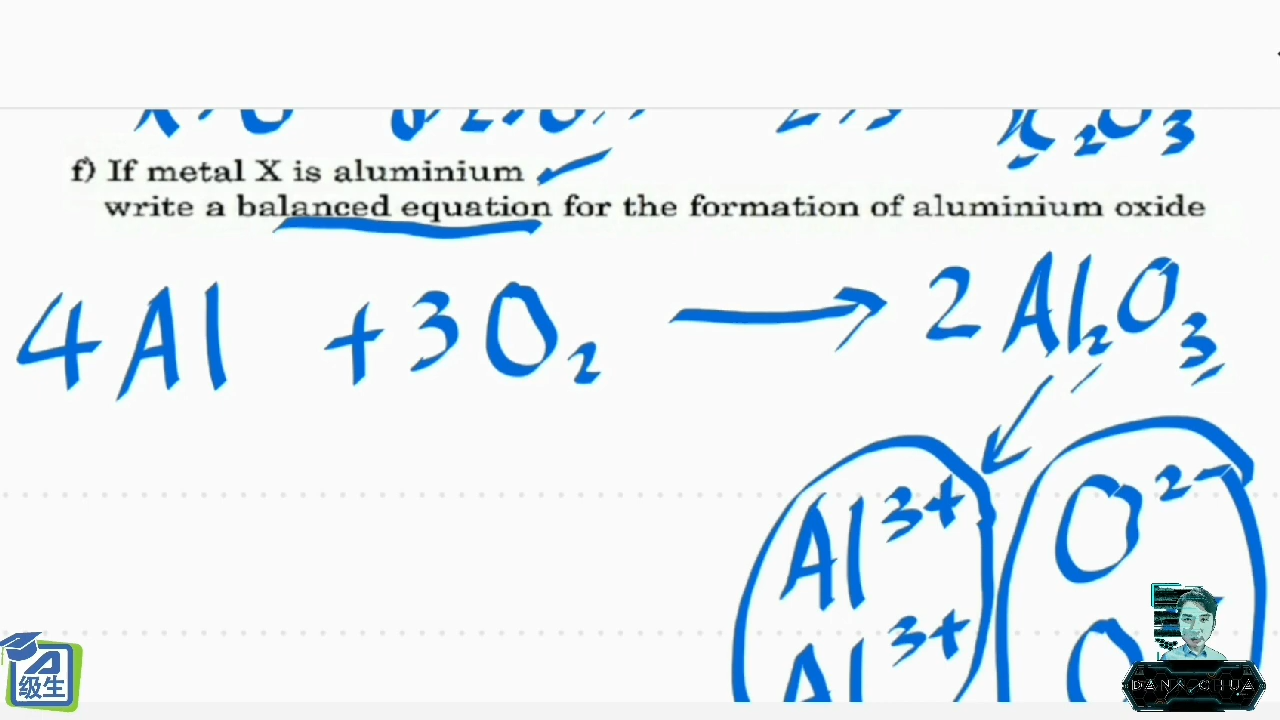 f) If metal X is aluminium
write a balanced equation for the formation of aluminium oxide
4Al + 3O₂ → 2Al₂O₃
Al³⁺ O²⁻
Al³⁺ O
A
级生
DANA CHUA